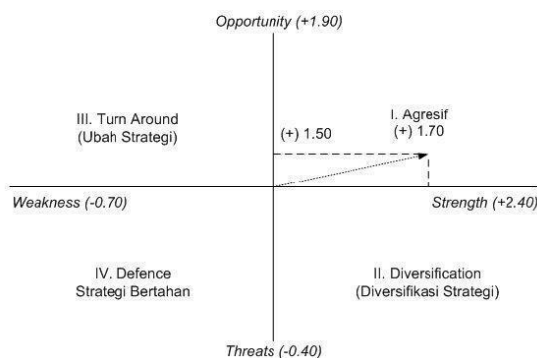 Opportunity (+1.90)
III. Turn Around
(Ubah Strategi)
I. Agresif
(+) 1.70
(+) 1.50
Weakness (-0.70)
Strength (+2.40)
IV. Defence
Strategi Bertahan
II. Diversification
(Diversifikasi Strategi)
Threats (-0.40)